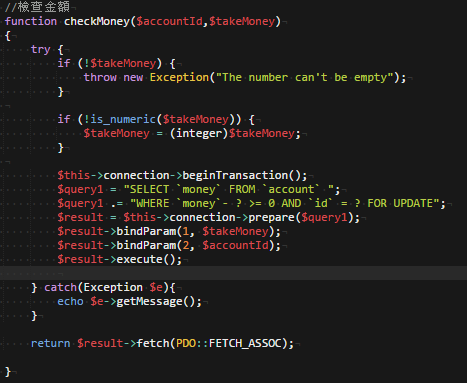 //檢查金額
function checkMoney($accountId,$takeMoney)
{
    try {
        if (!$takeMoney) {
            throw new Exception("The number can't be empty");
        }

        if (!is_numeric($takeMoney)) {
            $takeMoney = (integer)$takeMoney;
        }

        $this->connection->beginTransaction();
        $query1 = "SELECT `money` FROM `account` ";
        $query1 .= "WHERE `money`- ? >= 0 AND `id` = ? FOR UPDATE";
        $result = $this->connection->prepare($query1);
        $result->bindParam(1, $takeMoney);
        $result->bindParam(2, $accountId);
        $result->execute();

    } catch(Exception $e){
        echo $e->getMessage();
    }

    return $result->fetch(PDO::FETCH_ASSOC);

}